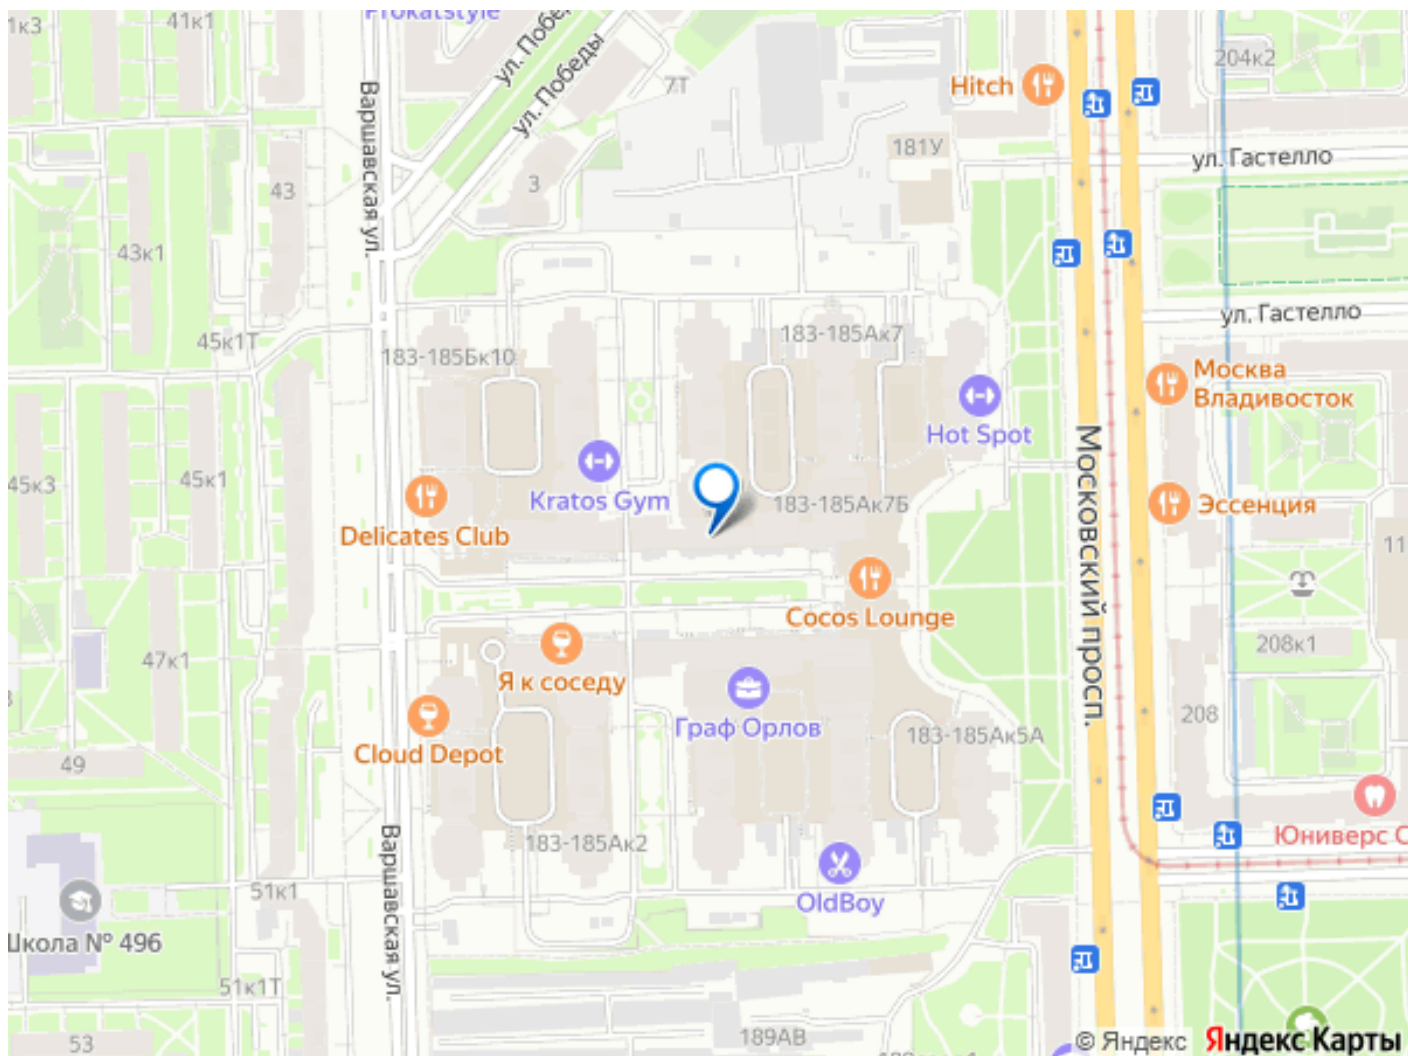 Prokatstyle
1к3
41к1
41
ул. Победы
ул. Победы
7Т
Hitch
204к2
Варшавская ул.
181У
ул. Гастелло
43
3
43к1
ул. Гастелло
45к1Т
183-185Бк10
183-185Ак7
Москва
Владивосток
Hot Spot
Московский просп.
45к3
45к1
Kratos Gym
183-185Ак7Б
Эссенция
Delicates Club
11
Cocos Lounge
208к1
47к1
Я к соседу
Граф Орлов
208
183-185Ак5А
Cloud Depot
49
Юниверс С
183-185Ак2
Варшавская ул.
51к1
OldBoy
Школа № 496
51к1Т
189АВ
53
© Яндекс
Яндекс Карты